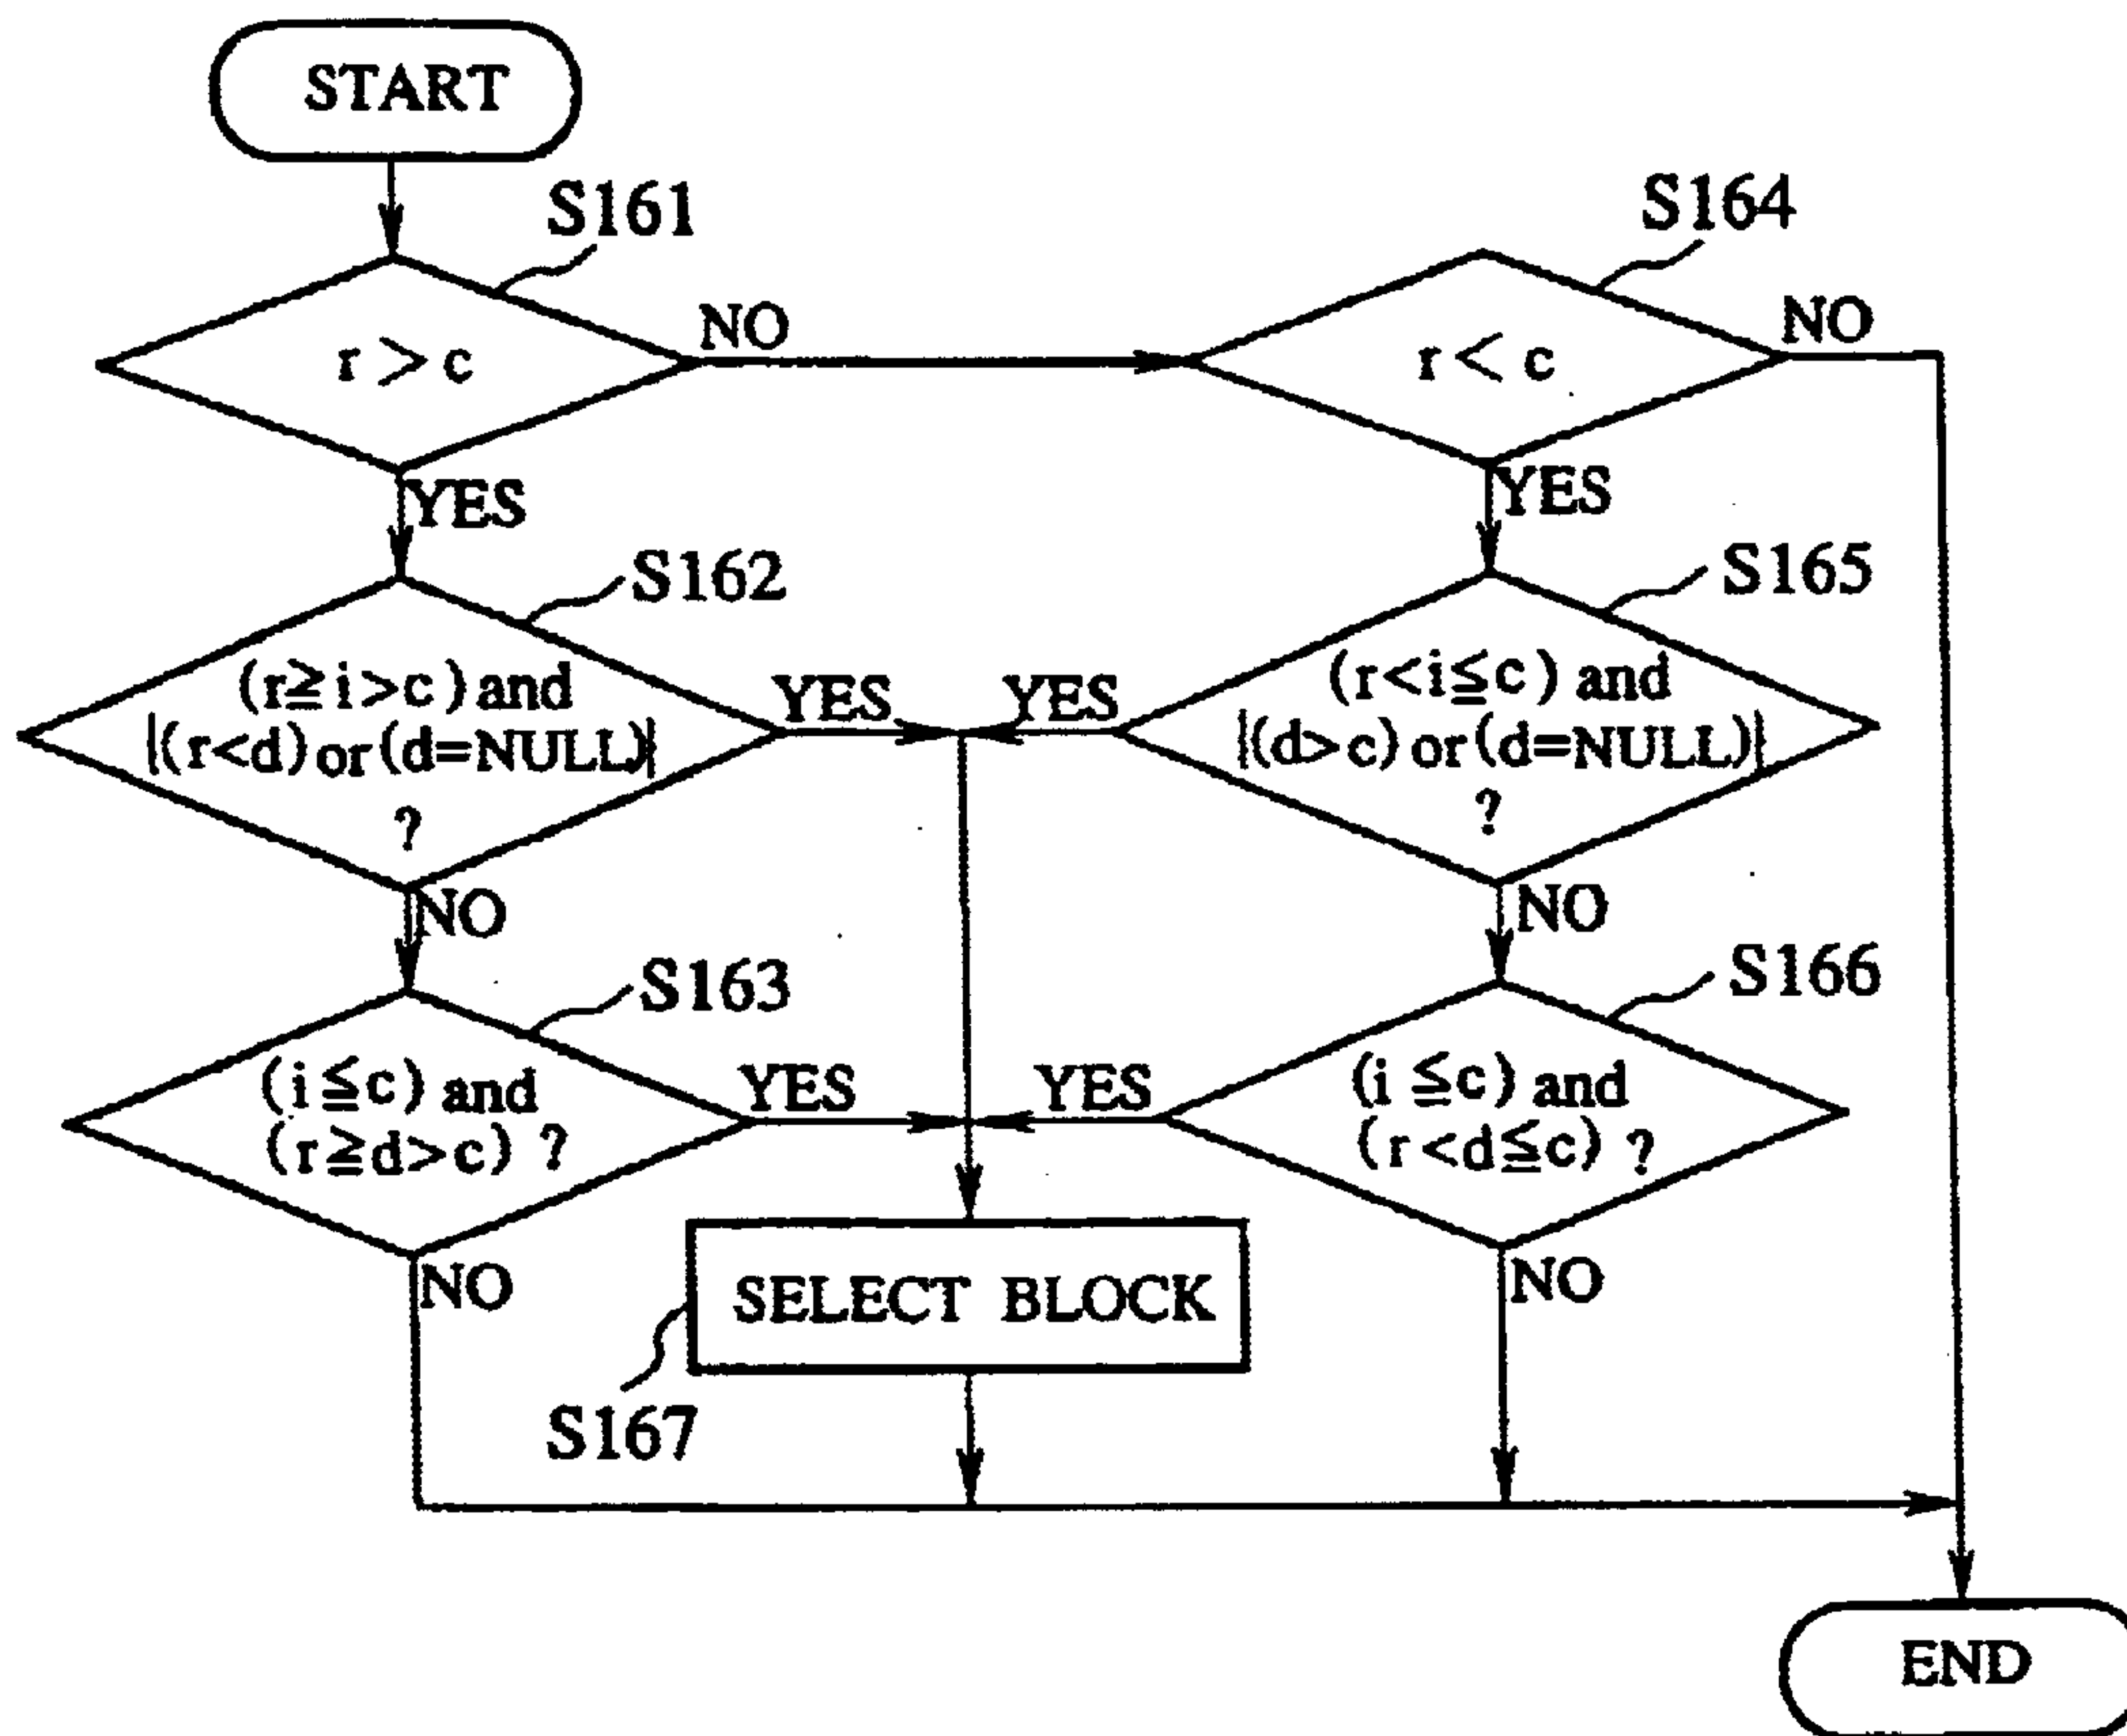 START
S161
S164
r > c
NO
r < c
NO
YES
YES
S162
S165
(r≧i>c) and
{(r<d) or (d=NULL)}
?
YES
YES
(r<i≦c) and
{(d>c) or (d=NULL)}
?
NO
NO
S163
S166
(i≦c) and
(r≧d>c) ?
YES
YES
(i ≦c) and
(r<d≦c) ?
NO
SELECT BLOCK
NO
S167
END